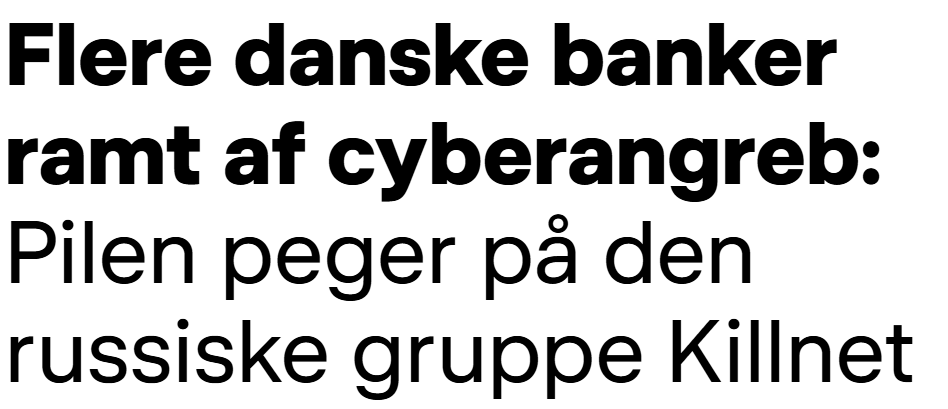 Flere danske banker
ramt af cyberangreb:
Pilen peger på den
russiske gruppe Killnet